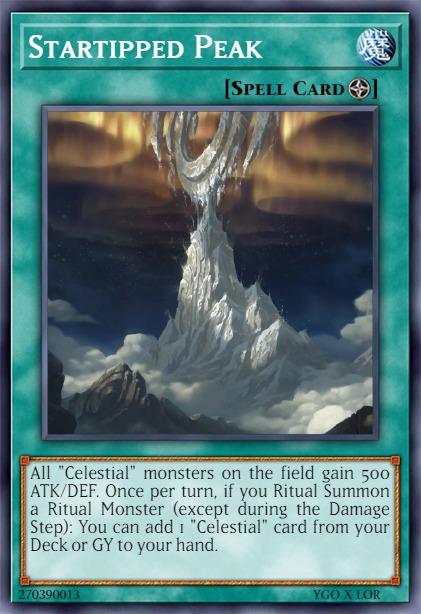 Startipped Peak
魔
[Spell Card]
All "Celestial" monsters on the field gain 500
ATK/DEF. Once per turn, if you Ritual Summon
a Ritual Monster (except during the Damage
Step): You can add 1 "Celestial" card from your
Deck or GY to your hand.
270390013
YGO X LOR